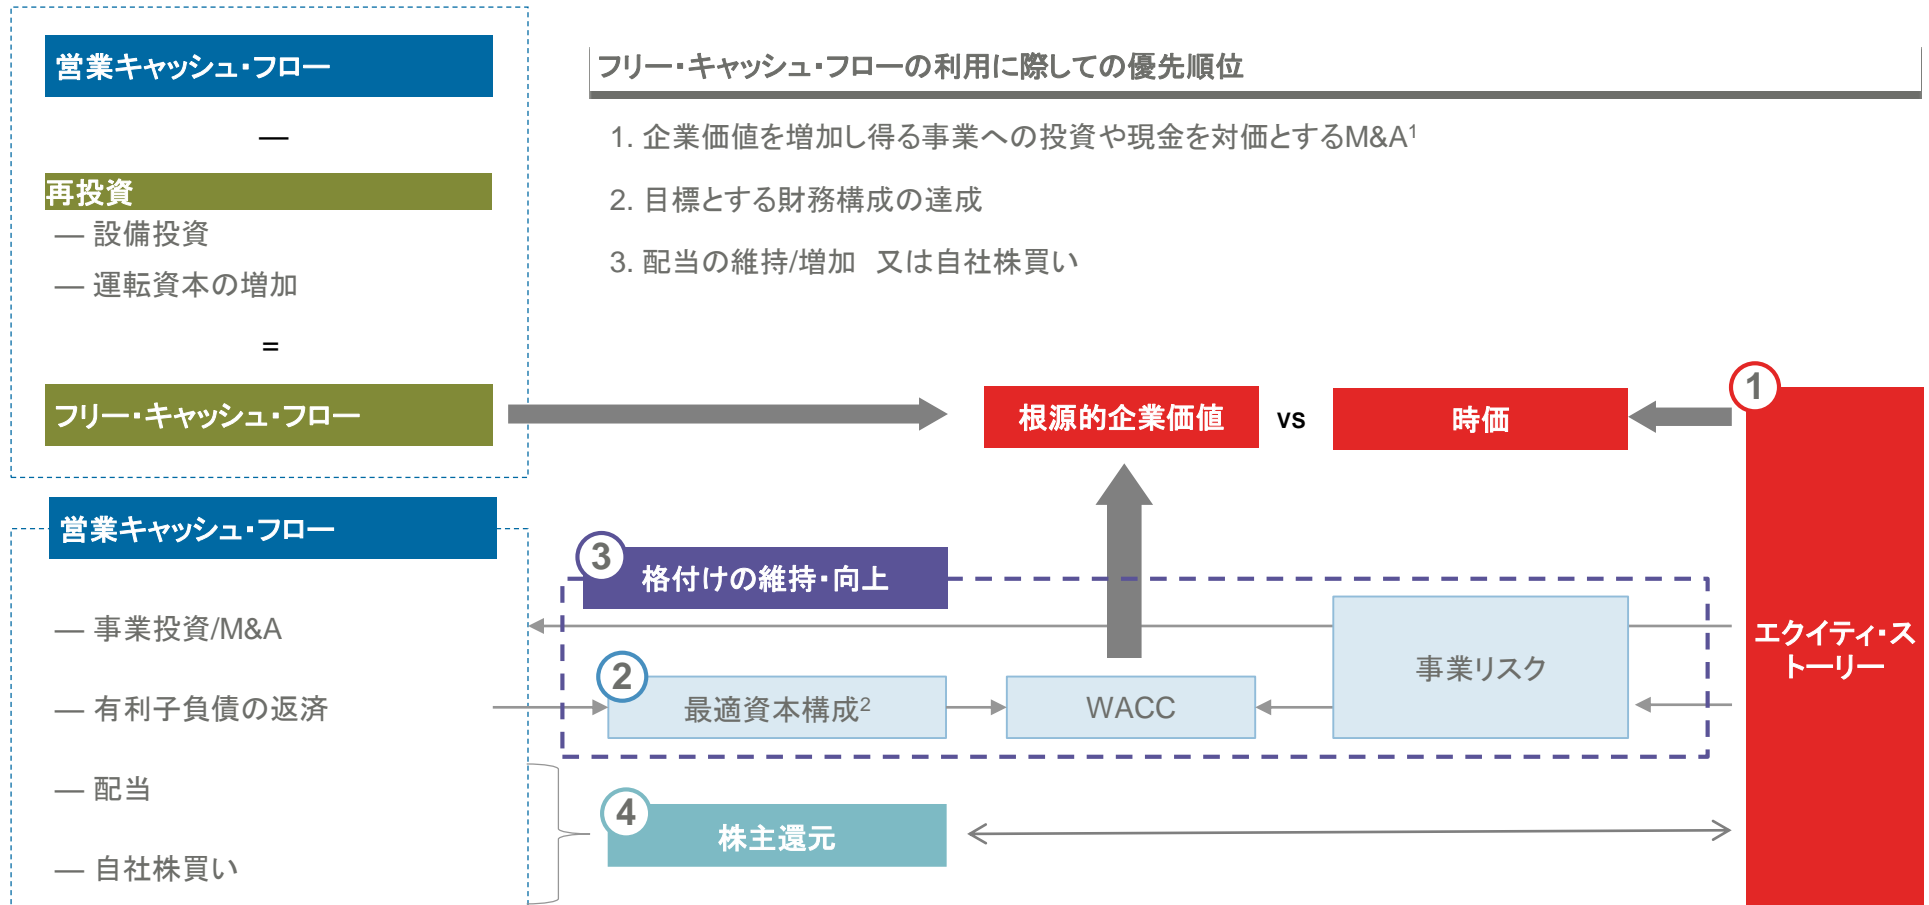 営業キャッシュ・フロー
—
再投資
— 設備投資
— 運転資本の増加
=
フリー・キャッシュ・フロー
フリー・キャッシュ・フローの利用に際しての優先順位
1. 企業価値を増加し得る事業への投資や現金を対価とするM&A1
2. 目標とする財務構成の達成
3. 配当の維持/増加 又は自社株買い
根源的企業価値
vs
時価
1
エクイティ・ス
トーリー
営業キャッシュ・フロー
— 事業投資/M&A
— 有利子負債の返済
— 配当
— 自社株買い
3
格付けの維持・向上
2
最適資本構成2
WACC
事業リスク
4
株主還元